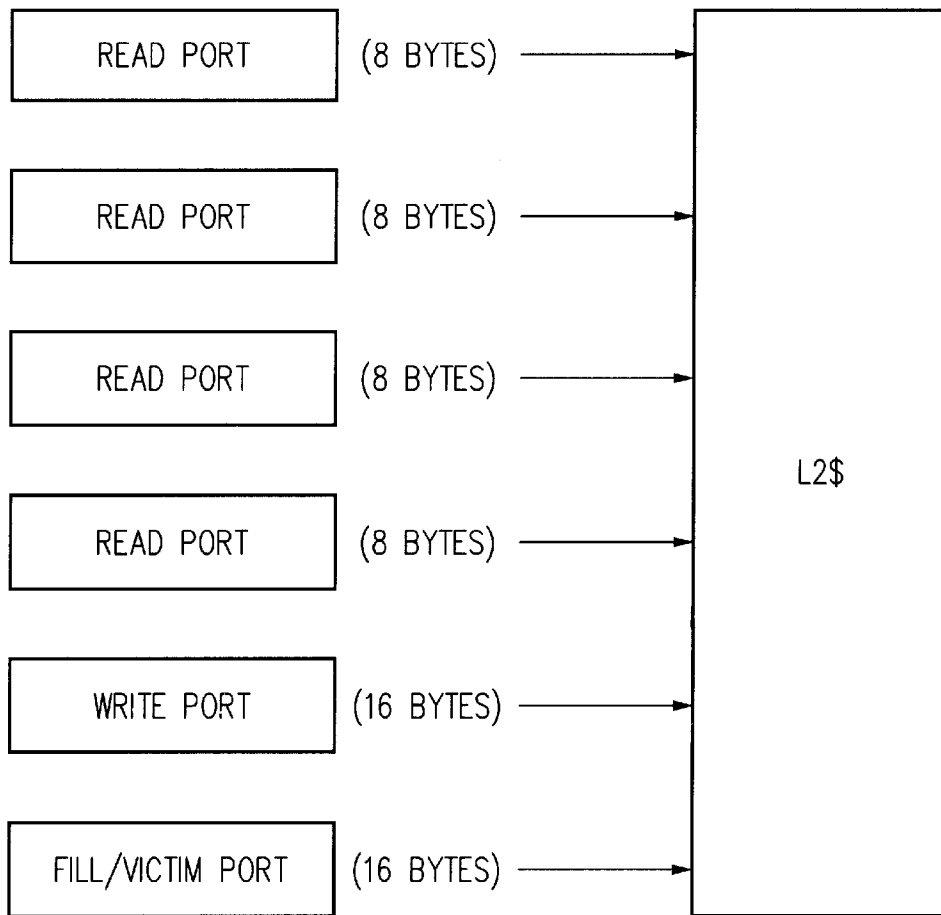 READ PORT (8 BYTES)
READ PORT (8 BYTES)
READ PORT (8 BYTES)
L2$
READ PORT (8 BYTES)
WRITE PORT (16 BYTES)
FILL/VICTIM PORT (16 BYTES)